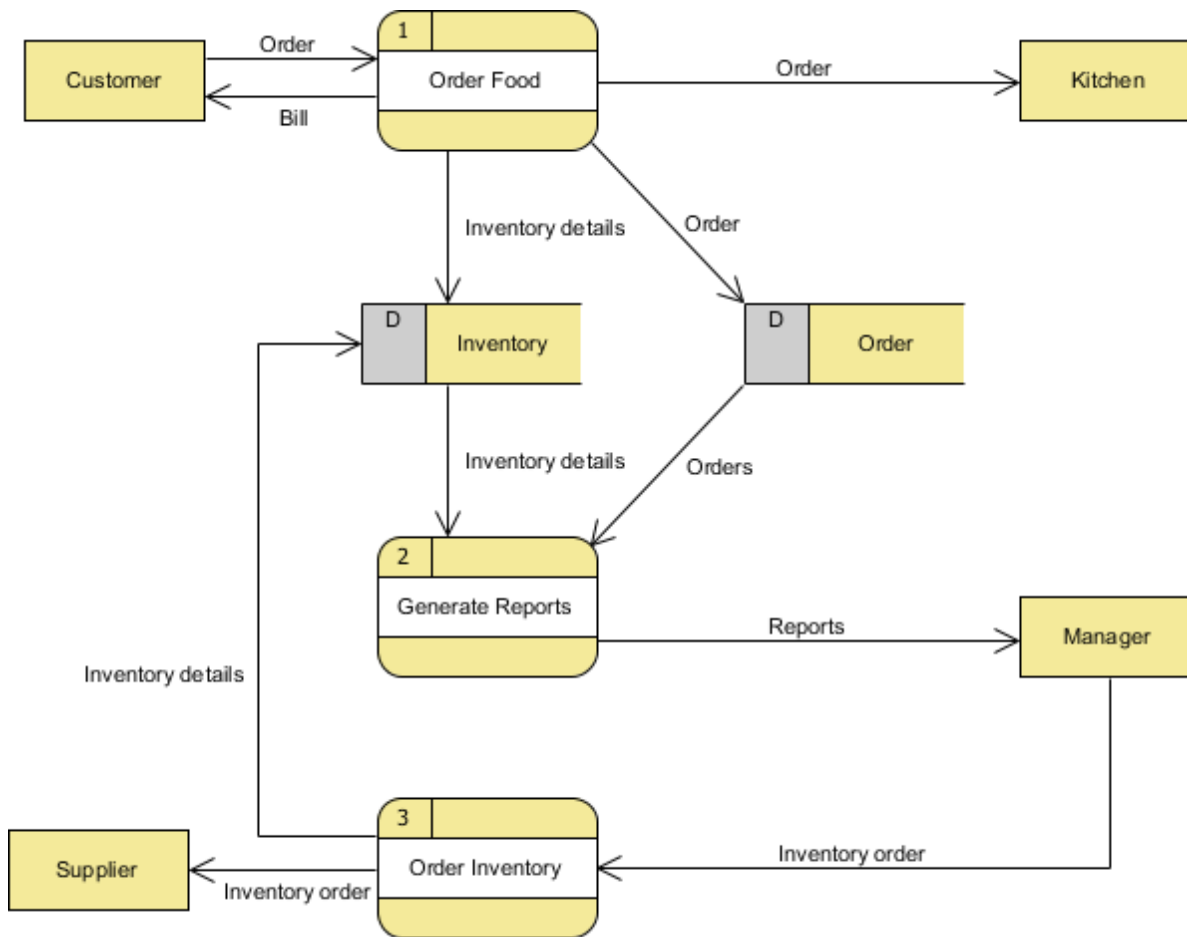 1
Order
Customer
Order Food
Order
Kitchen
Bill
Inventory details
Order
D
Inventory
D
Order
Inventory details
Orders
2
Generate Reports
Reports
Manager
Inventory details
3
Order Inventory
Inventory order
Supplier
Inventory order